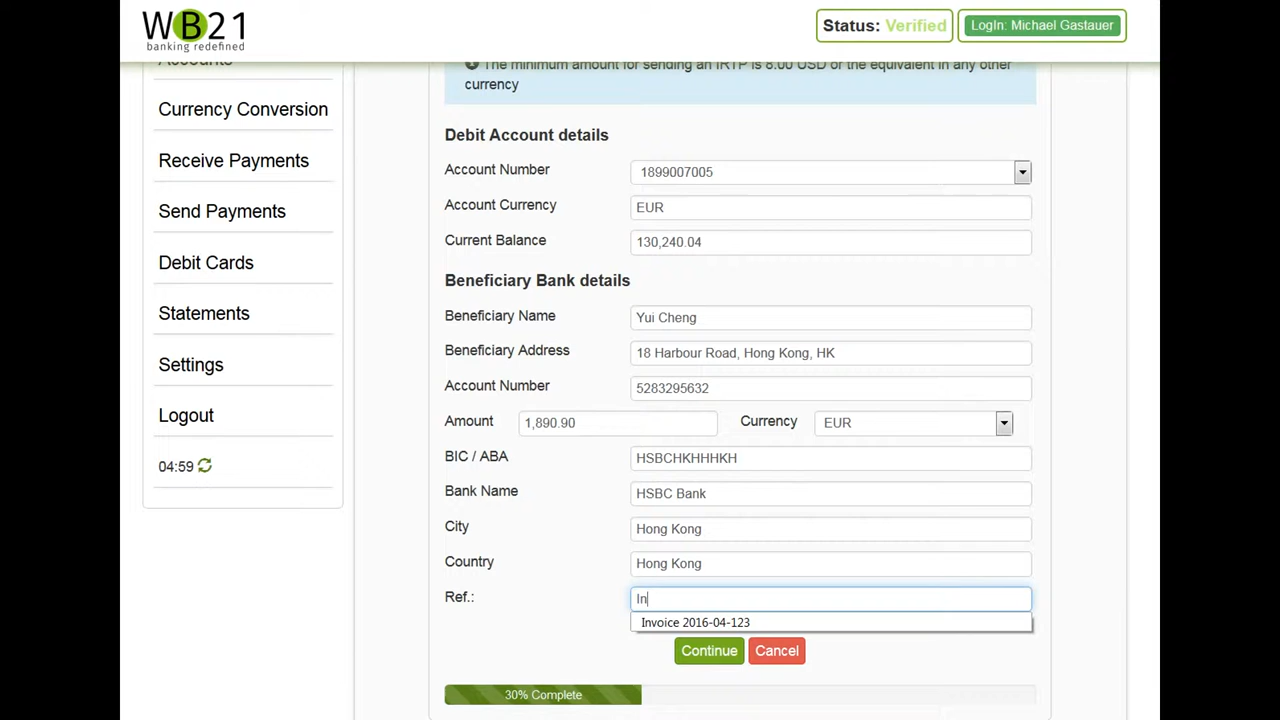 WB21
banking redefined
Status: Verified
LogIn: Michael Gastauer
Accounts
Currency Conversion
Receive Payments
Send Payments
Debit Cards
Statements
Settings
Logout
04:59
The minimum amount for sending an IRTP is 8.00 USD or the equivalent in any other
currency
Debit Account details
Account Number 1899007005
Account Currency EUR
Current Balance 130,240.04
Beneficiary Bank details
Beneficiary Name Yui Cheng
Beneficiary Address 18 Harbour Road, Hong Kong, HK
Account Number 5283295632
Amount 1,890.90 Currency EUR
BIC / ABA HSBCHKHHHKH
Bank Name HSBC Bank
City Hong Kong
Country Hong Kong
Ref.: In
Invoice 2016-04-123
Continue Cancel
30% Complete